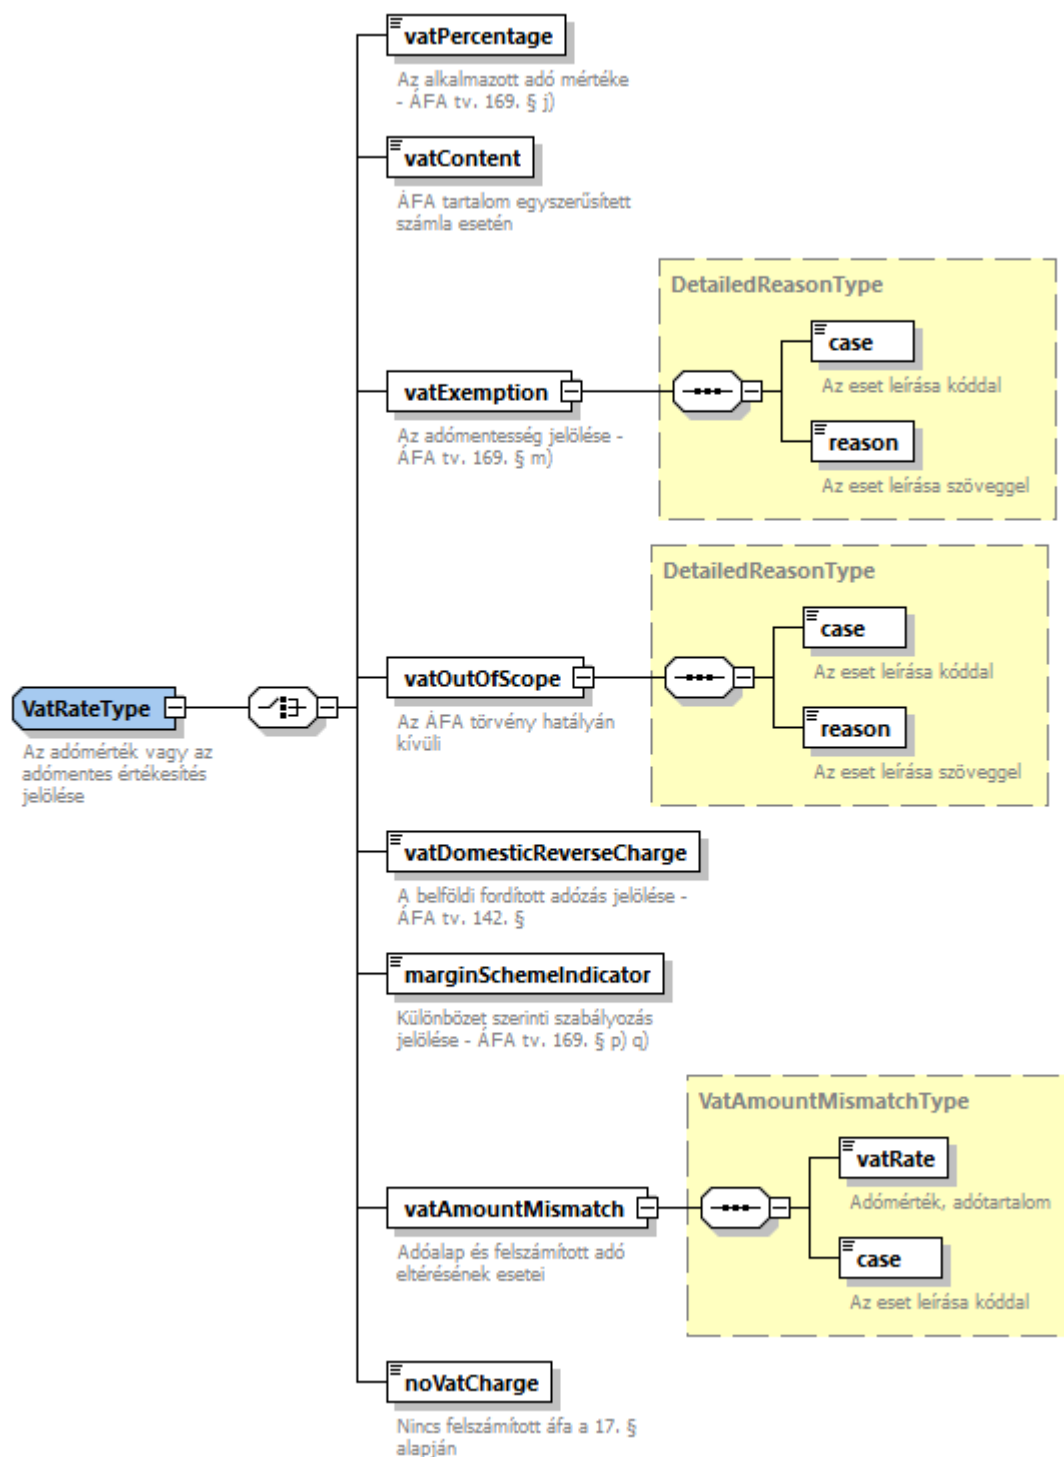 vatPercentage
Az alkalmazott adó mértéke
- ÁFA tv. 169. § j)
vatContent
ÁFA tartalom egyszerűsített
számla esetén
DetailedReasonType
case
Az eset leírása kóddal
vatExemption
Az adómentesség jelölése -
ÁFA tv. 169. § m)
reason
Az eset leírása szöveggel
DetailedReasonType
case
Az eset leírása kóddal
vatOutOfScope
Az ÁFA törvény hatályán
kívüli
reason
Az eset leírása szöveggel
VatRateType
Az adómérték vagy az
adómentes értékesítés
jelölése
vatDomesticReverseCharge
A belföldi fordított adózás jelölése -
ÁFA tv. 142. §
marginSchemeIndicator
Különbözet szerinti szabályozás
jelölése - ÁFA tv. 169. § p) q)
VatAmountMismatchType
vatRate
Adómérték, adótartalom
vatAmountMismatch
Adóalap és felszámított adó
eltérésének esetei
case
Az eset leírása kóddal
noVatCharge
Nincs felszámított áfa a 17. §
alapján